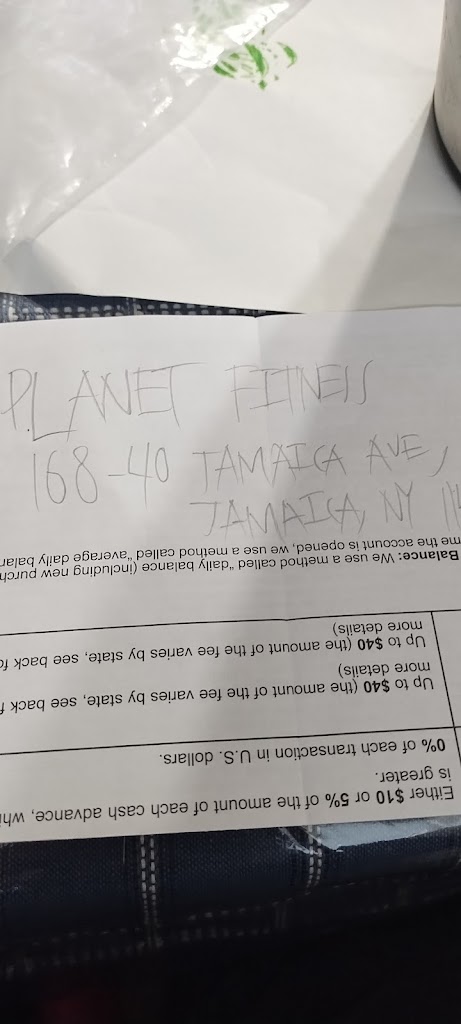 PLANET FITNESS
168-40 JAMAICA AVE,
JAMAICA, NY 114
Either $10 or 5% of the amount of each cash advance,
is greater.
0% of each transaction in U.S. dollars.
Up to $40 (the amount of the fee varies by state, see back
more details)
Up to $40 (the amount of the fee varies by state, see back
more details)
Balance: We use a method called "daily balance (including new
me the account is opened, we use a method called "average daily